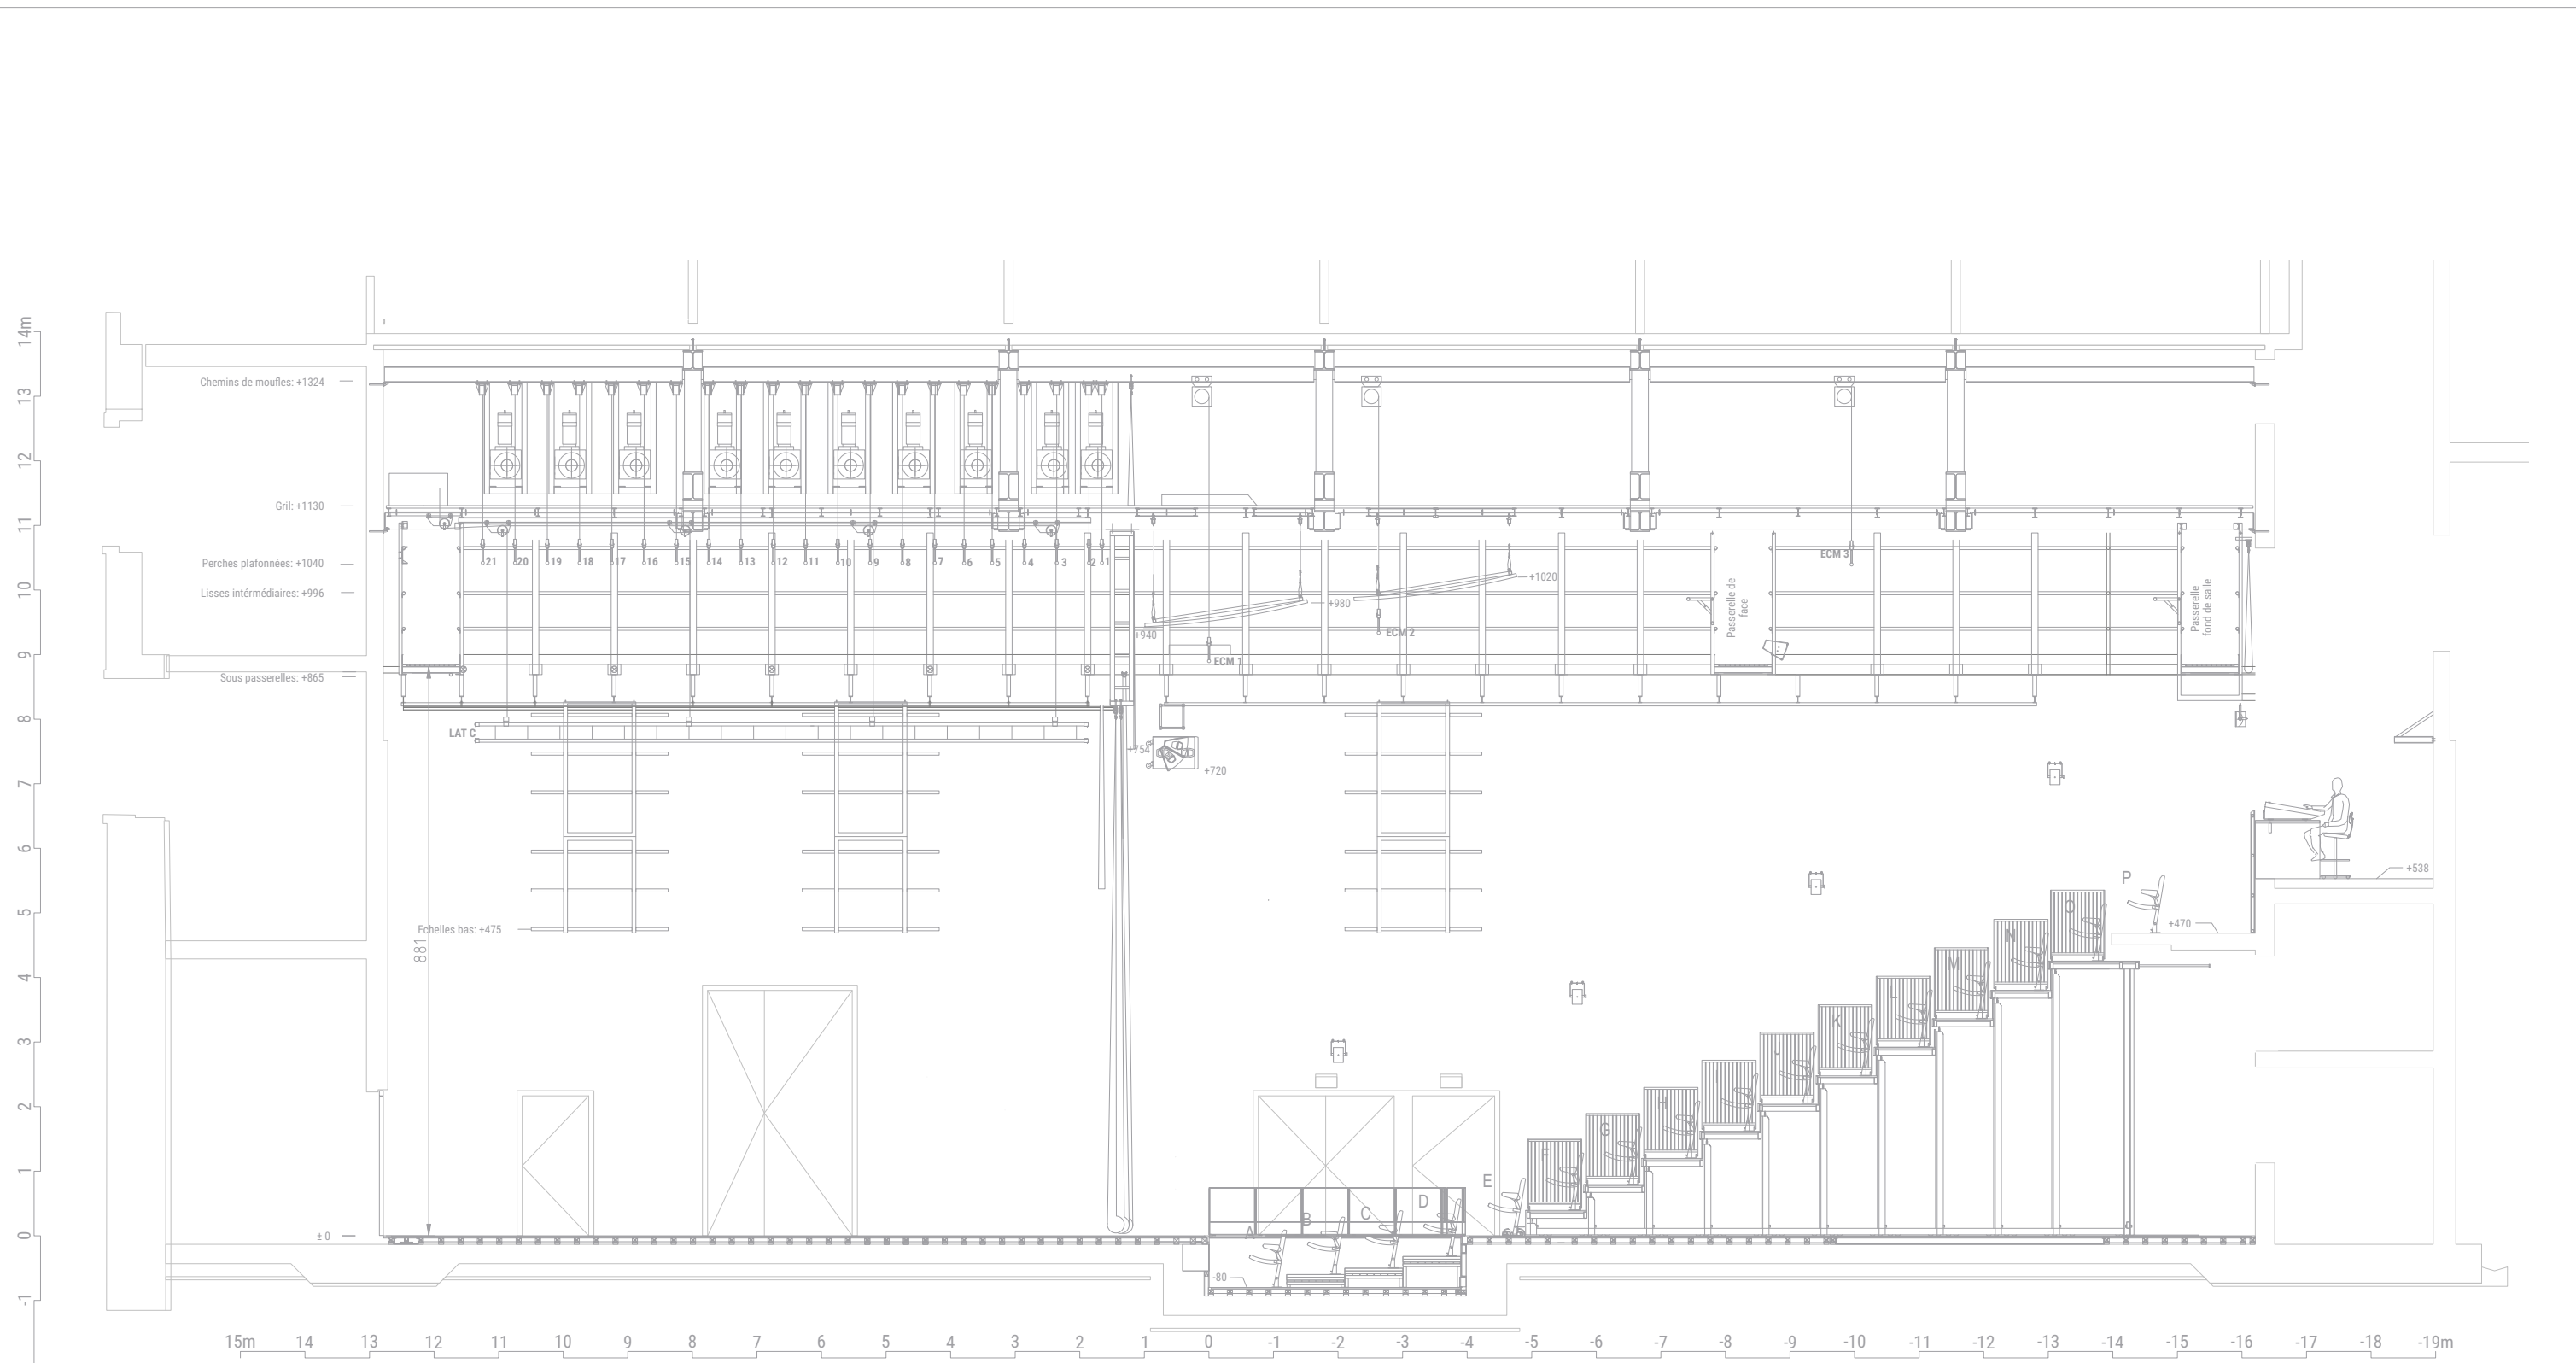 14m
13
12
11
10
9
8
7
6
5
4
3
2
1
0
-1
Chemins de moufles: +1324
Gril: +1130
Perches plafonnées: +1040
Lisses intérmédiaires: +996
Sous passerelles: +865
Echelles bas: +475
± 0
881
LAT C
21 20 19 18 17 16 15 14 13 12 11 10 9 8 7 6 5 4 3 2 1
+940
+980
+1020
ECM 1
ECM 2
ECM 3
+754
+720
Passerelle de
face
Passerelle
fond de salle
+538
+470
-80
A B C D E F G H I J K L M N O P
15m 14 13 12 11 10 9 8 7 6 5 4 3 2 1 0 -1 -2 -3 -4 -5 -6 -7 -8 -9 -10 -11 -12 -13 -14 -15 -16 -17 -18 -19m